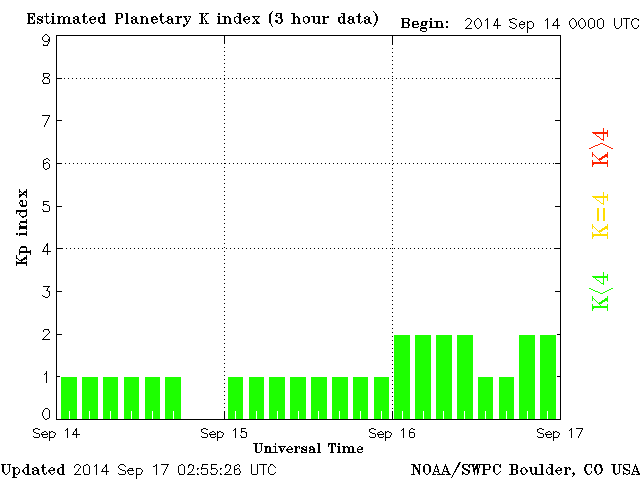 Estimated Planetary K index (3 hour data) Begin: 2014 Sep 14 0000 UTC
9
8
7
6
5
4
3
2
1
0
Kp index
K>4
K=4
K<4
Sep 14 Sep 15 Sep 16 Sep 17
Universal Time
Updated 2014 Sep 17 02:55:26 UTC NOAA/SWPC Boulder, CO USA